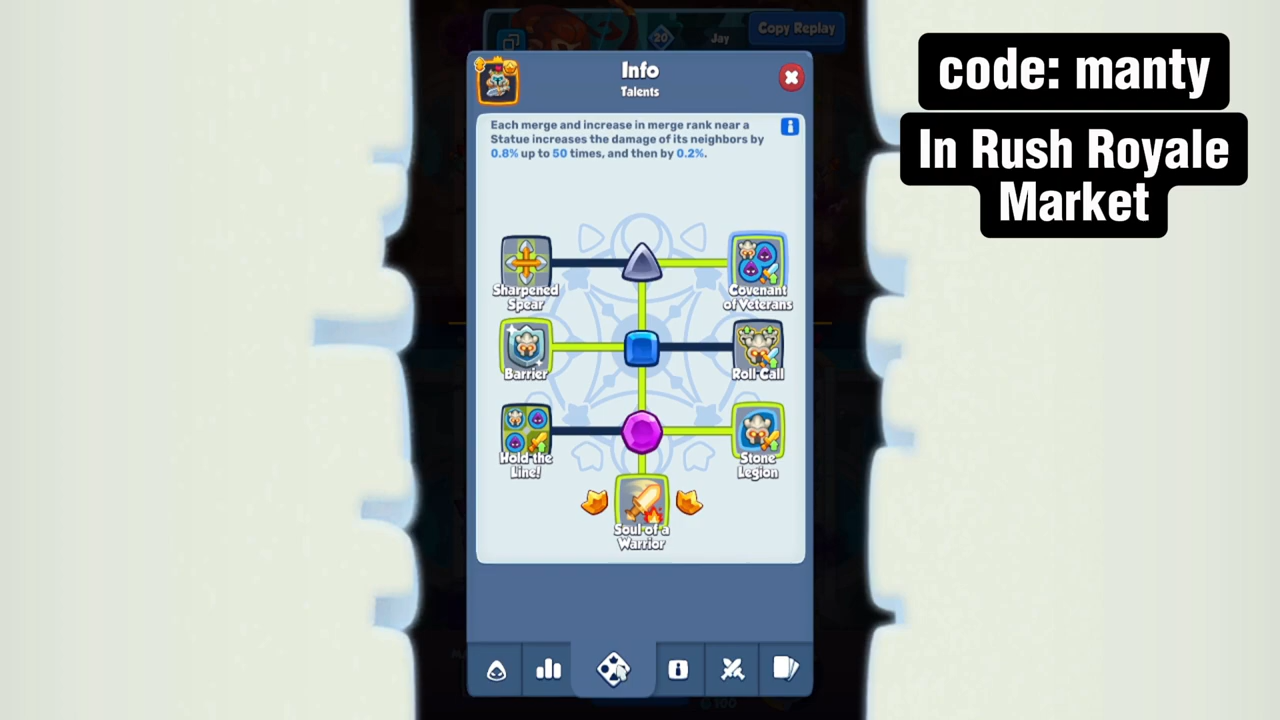 20
Jay
Copy Replay
code: manty
In Rush Royale
Market
Info
Talents
Each merge and increase in merge rank near a
Statue increases the damage of its neighbors by
0.8% up to 50 times, and then by 0.2%.
Sharpened
Spear
Covenant
of Veterans
Barrier
Roll Call
Hold the
Line!
Stone
Legion
Soul of a
Warrior